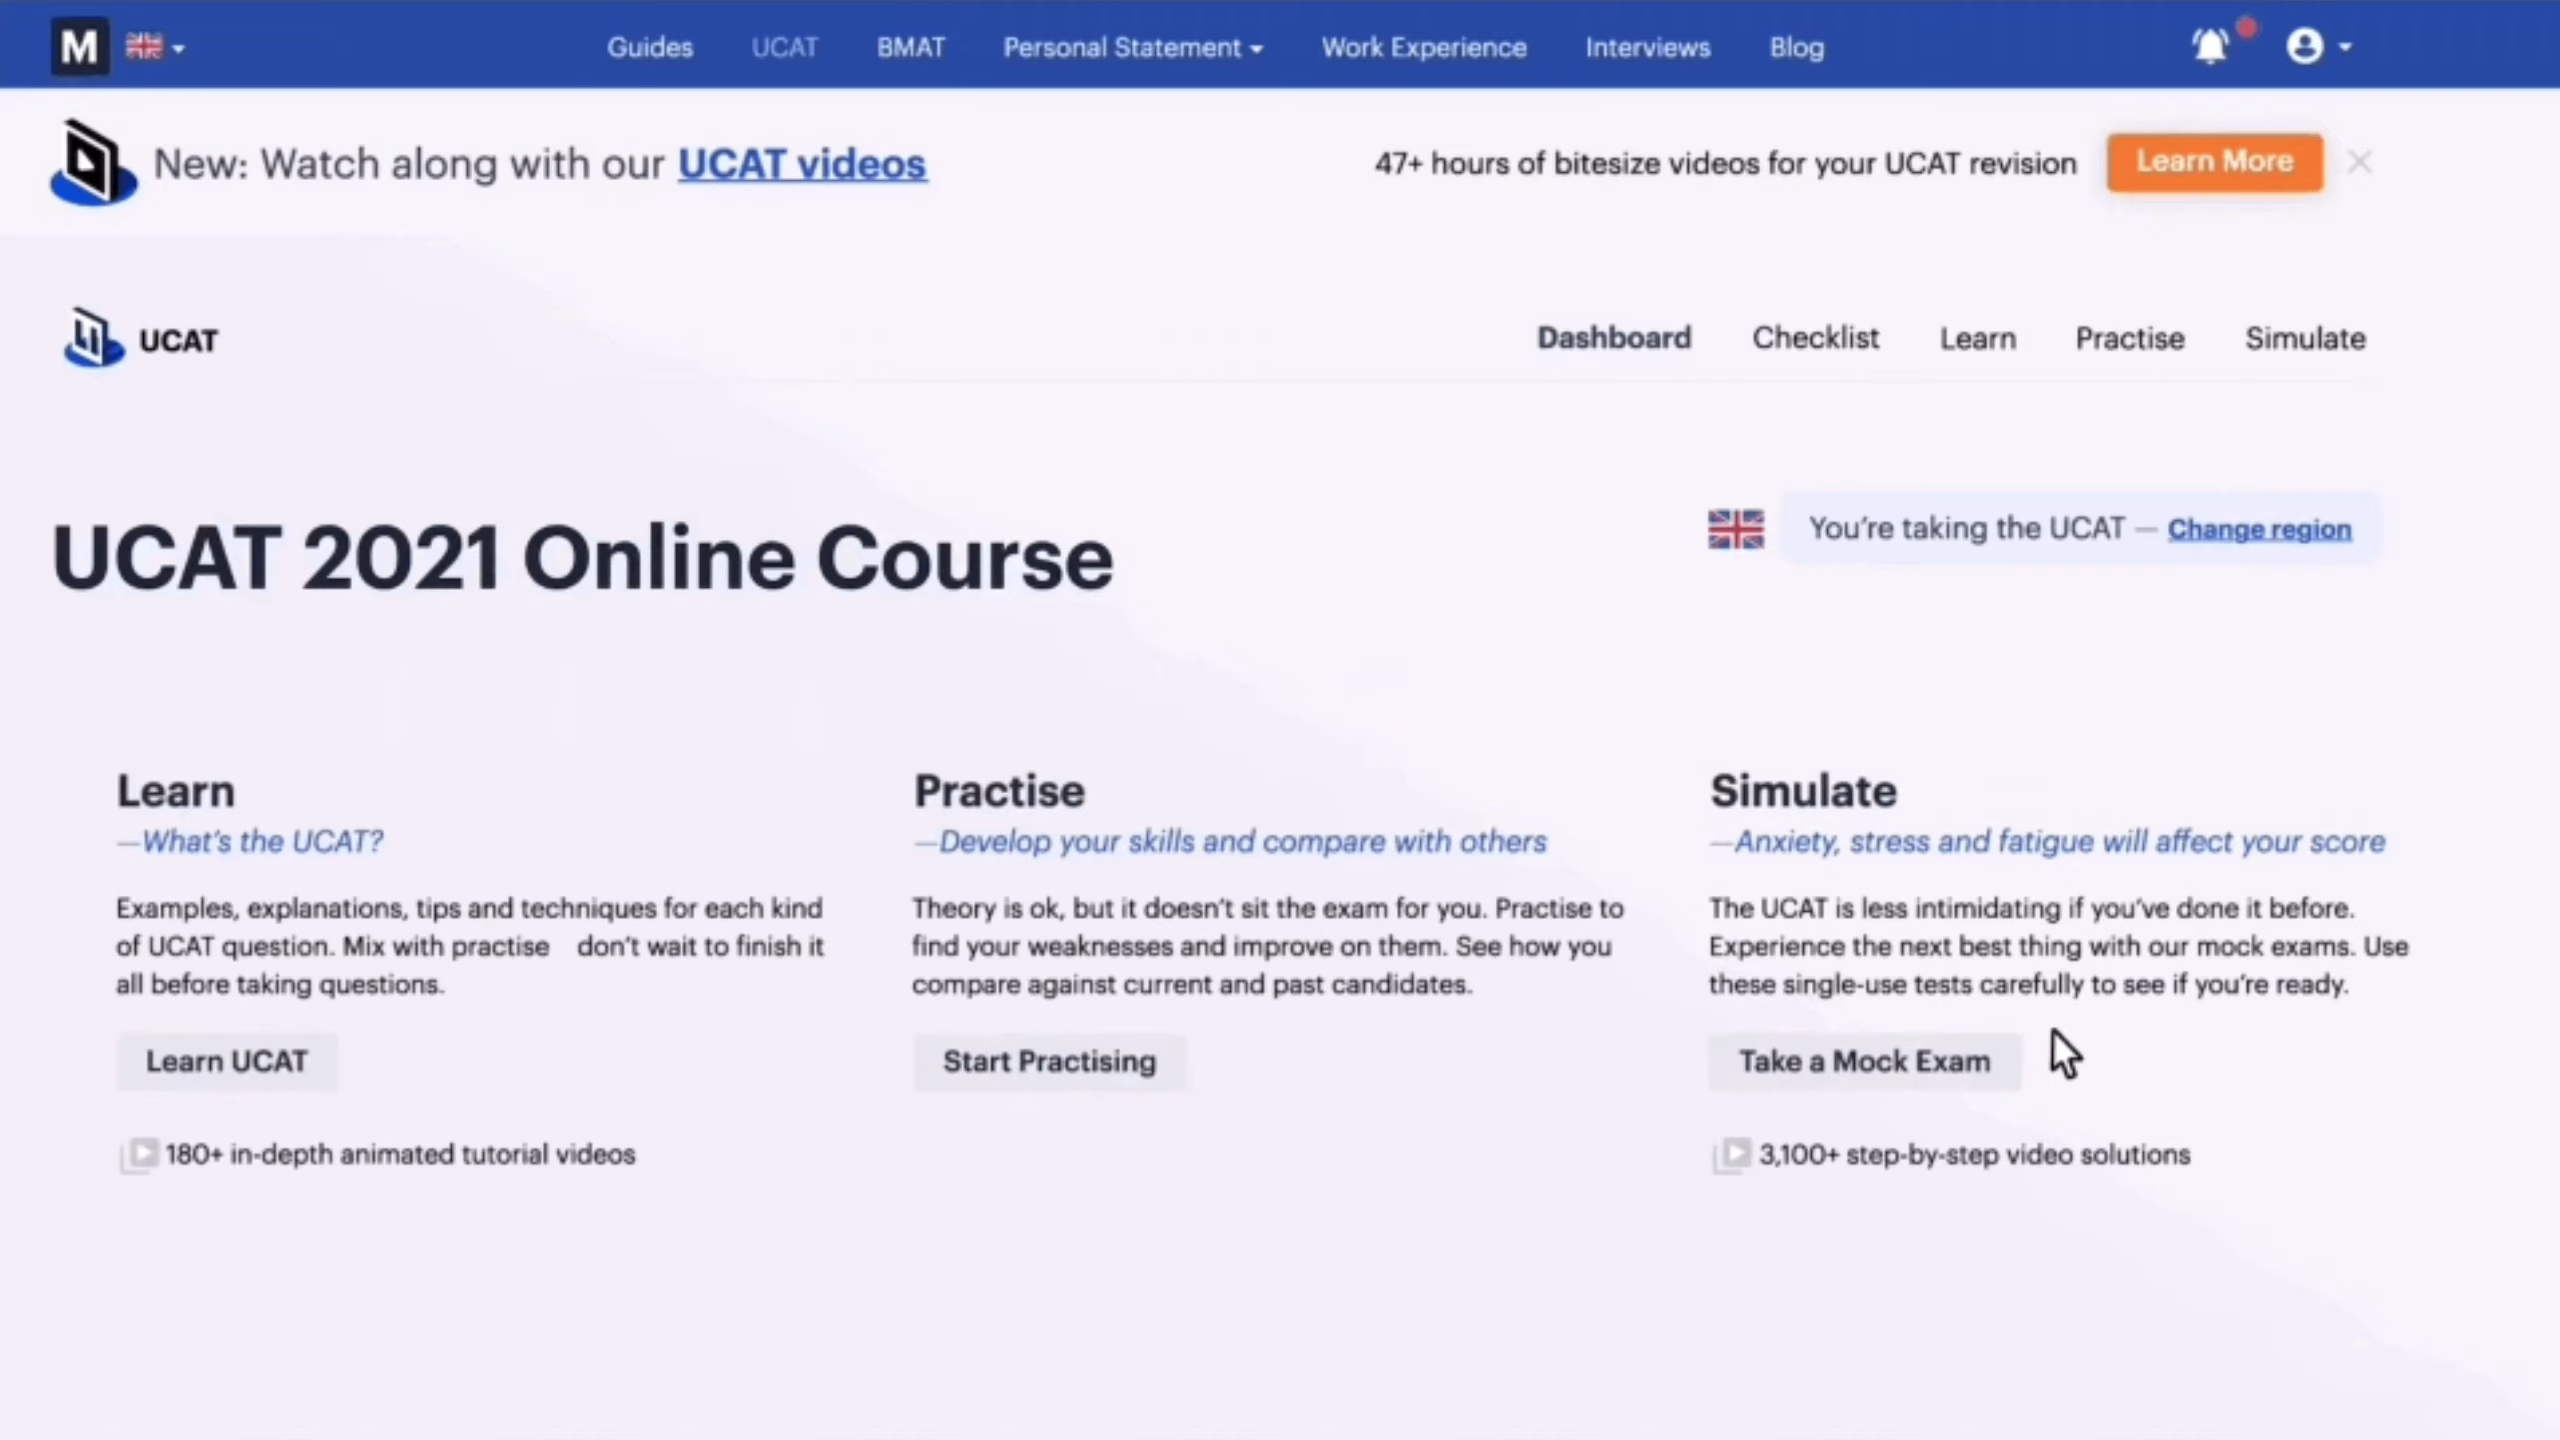 M
Guides UCAT BMAT Personal Statement Work Experience Interviews Blog
New: Watch along with our UCAT videos
47+ hours of bitesize videos for your UCAT revision
Learn More
UCAT
Dashboard Checklist Learn Practise Simulate
UCAT 2021 Online Course
You're taking the UCAT — Change region
Learn
—What's the UCAT?
Examples, explanations, tips and techniques for each kind
of UCAT question. Mix with practise don't wait to finish it
all before taking questions.
Learn UCAT
180+ in-depth animated tutorial videos
Practise
—Develop your skills and compare with others
Theory is ok, but it doesn't sit the exam for you. Practise to
find your weaknesses and improve on them. See how you
compare against current and past candidates.
Start Practising
Simulate
—Anxiety, stress and fatigue will affect your score
The UCAT is less intimidating if you've done it before.
Experience the next best thing with our mock exams. Use
these single-use tests carefully to see if you're ready.
Take a Mock Exam
3,100+ step-by-step video solutions